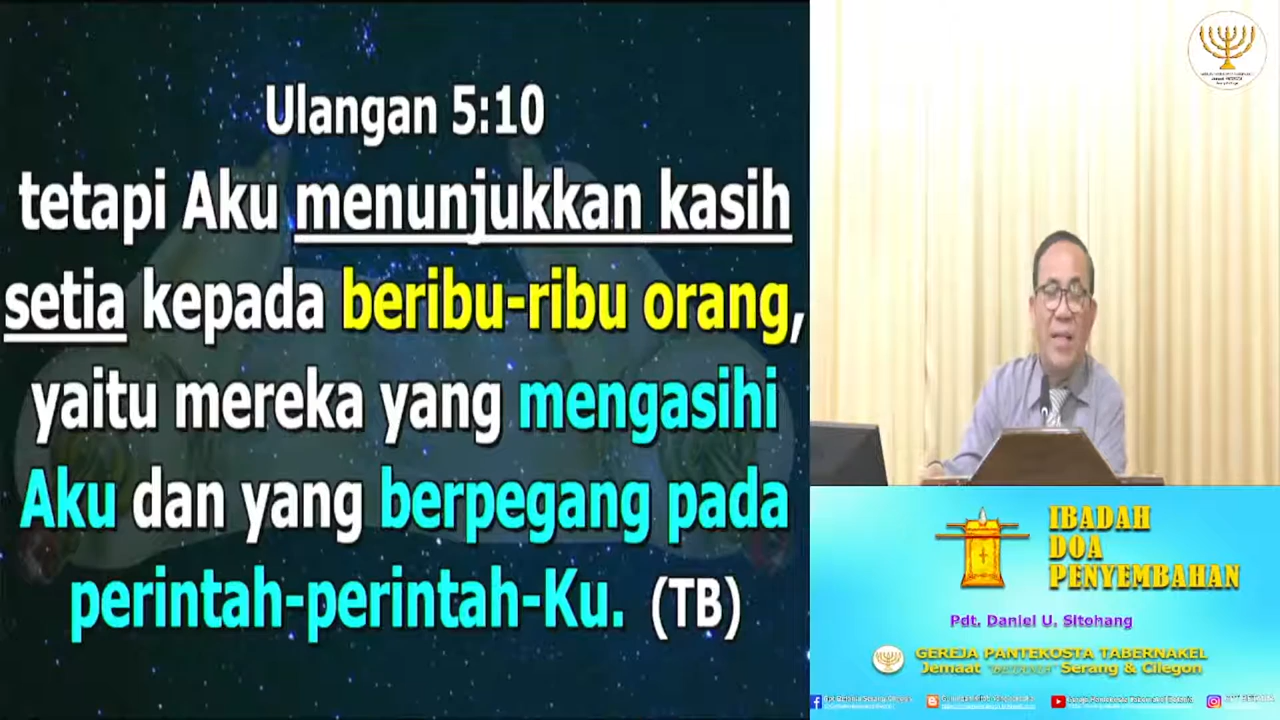 Ulangan 5:10
tetapi Aku menunjukkan kasih
setia kepada beribu-ribu orang,
yaitu mereka yang mengasihi
Aku dan yang berpegang pada
perintah-perintah-Ku. (TB)
IBADAH
DOA
PENYEMBAHAN
Pdt. Daniel U. Sitohang
GEREJA PANTEKOSTA TABERNAKEL
Jemaat Serang & Cilegon